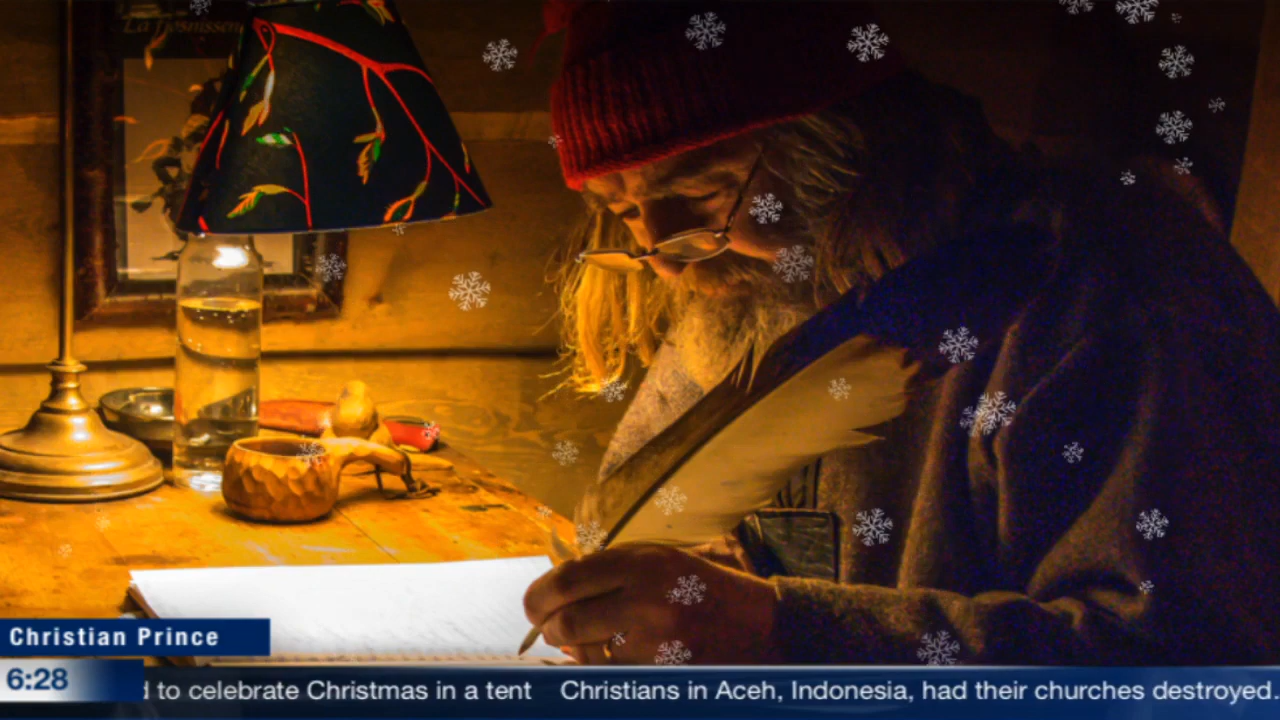 Christian Prince
6:28
d to celebrate Christmas in a tent Christians in Aceh, Indonesia, had their churches destroyed.